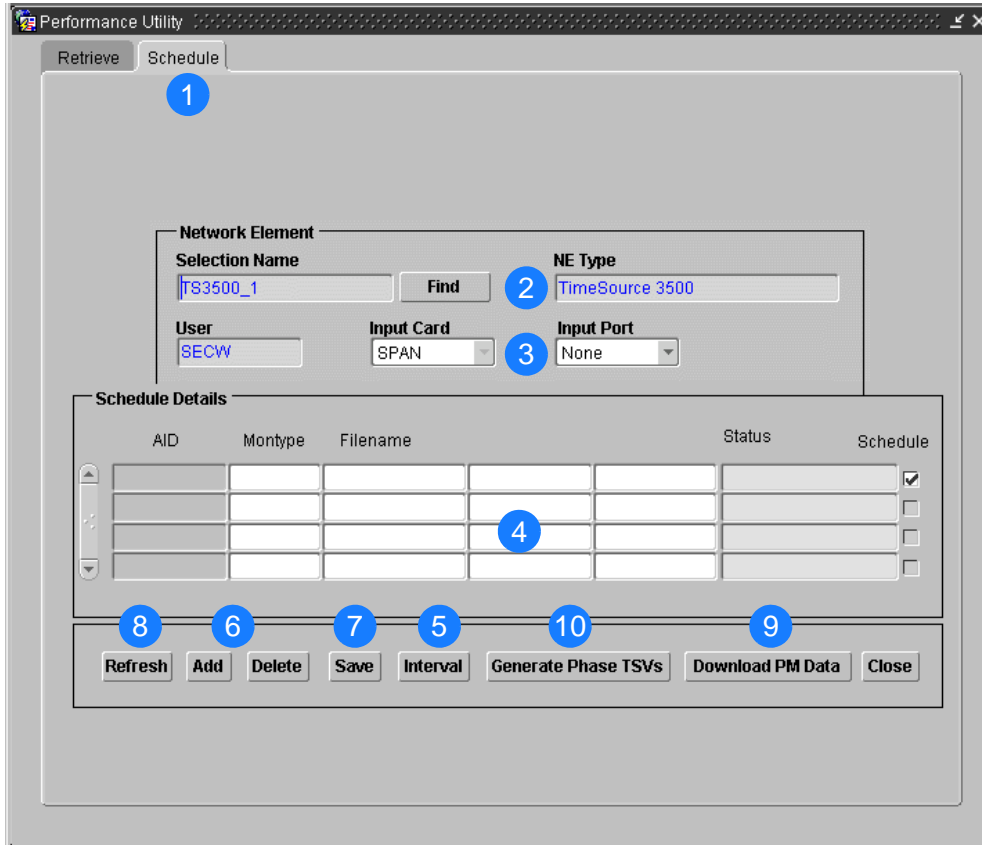 Performance Utility
Retrieve Schedule
1
Network Element
Selection Name NE Type
TS3500_1 Find 2 TimeSource 3500
User Input Card Input Port
SECW SPAN 3 None
Schedule Details
AID Montype Filename Status Schedule
4
8 6 7 5 10 9
Refresh Add Delete Save Interval Generate Phase TSVs Download PM Data Close